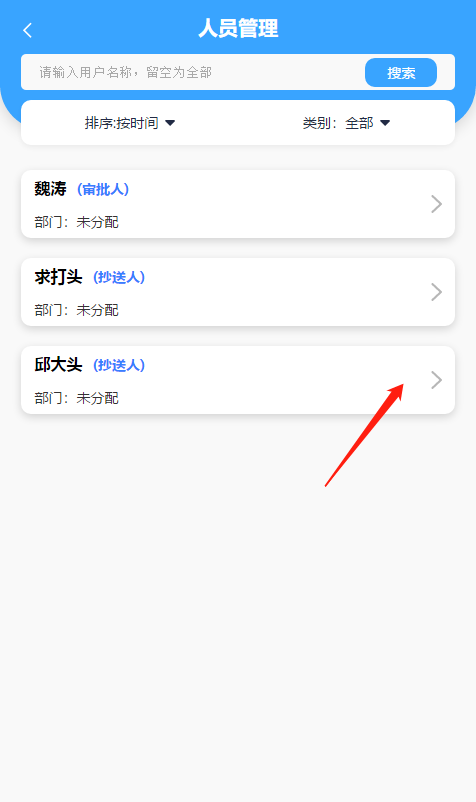 人员管理
请输入用户名称，留空为全部
搜索
排序:按时间
类别：全部
魏涛（审批人）
部门：未分配
求打头（抄送人）
部门：未分配
邱大头（抄送人）
部门：未分配